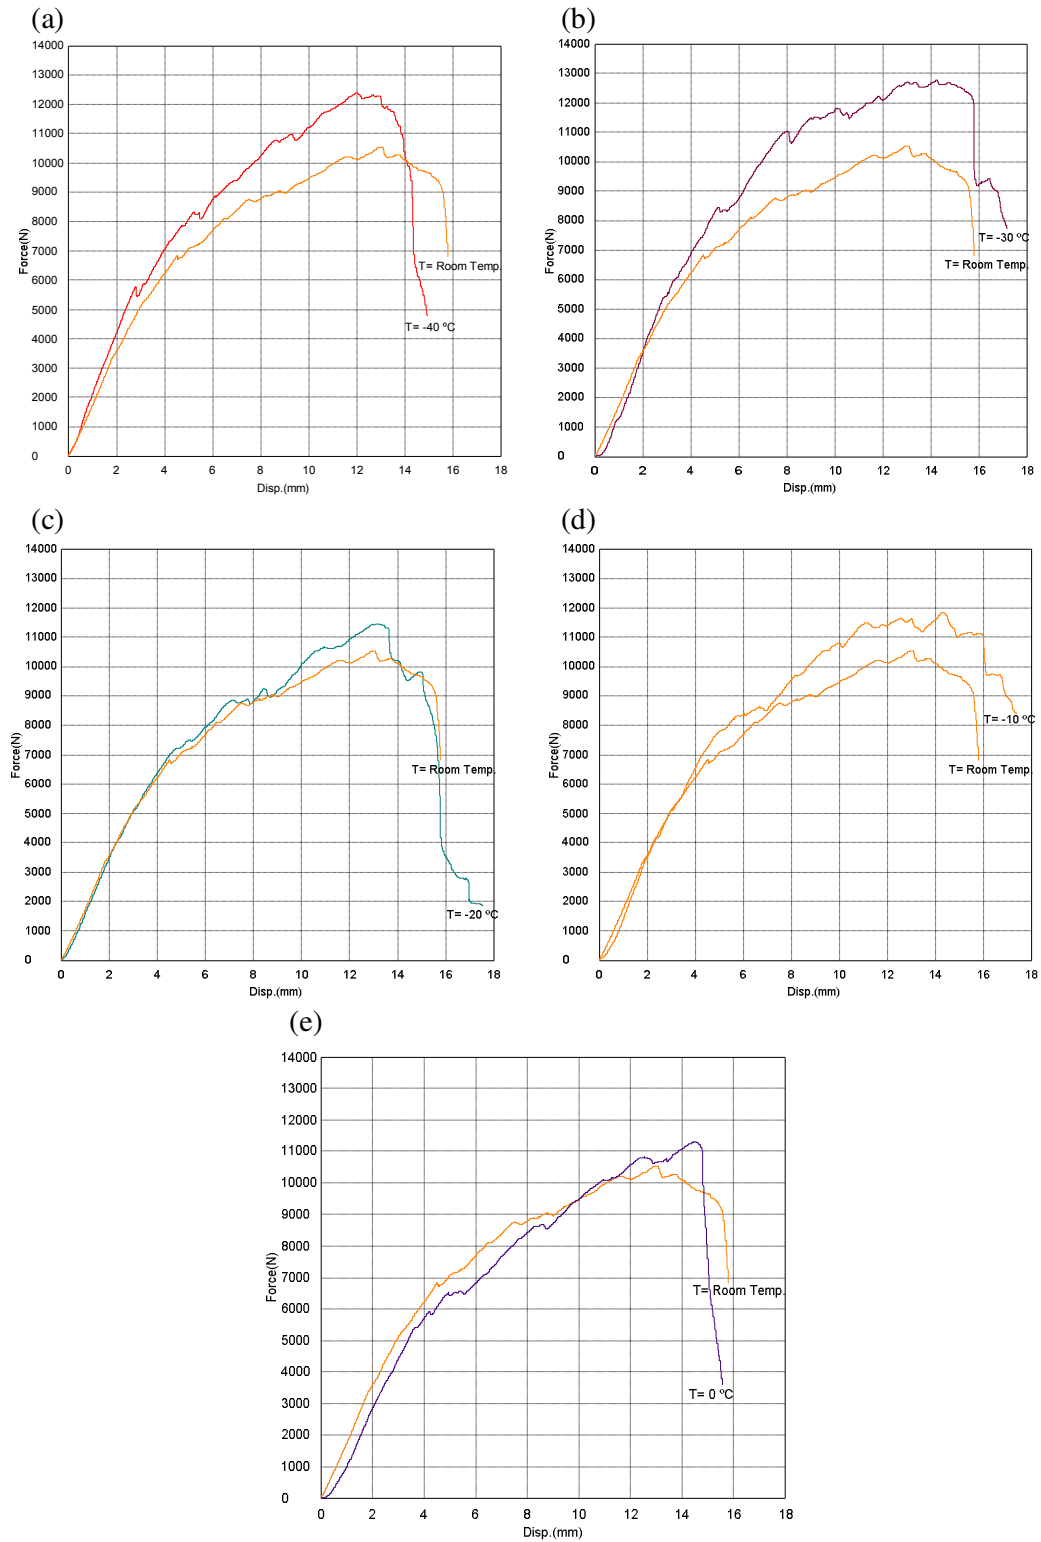 (a)
(b)
14000
13000
12000
11000
10000
9000
8000
7000
6000
5000
4000
3000
2000
1000
0
Force(N)
0 2 4 6 8 10 12 14 16 18
Disp.(mm)
T= Room Temp.
T= -40 ºC
14000
13000
12000
11000
10000
9000
8000
7000
6000
5000
4000
3000
2000
1000
0
Force(N)
0 2 4 6 8 10 12 14 16 18
Disp.(mm)
T= -30 ºC
T= Room Temp.
(c)
(d)
14000
13000
12000
11000
10000
9000
8000
7000
6000
5000
4000
3000
2000
1000
0
Force(N)
0 2 4 6 8 10 12 14 16 18
Disp.(mm)
T= Room Temp.
T= -20 ºC
14000
13000
12000
11000
10000
9000
8000
7000
6000
5000
4000
3000
2000
1000
0
Force(N)
0 2 4 6 8 10 12 14 16 18
Disp.(mm)
T= -10 ºC
T= Room Temp.
(e)
14000
13000
12000
11000
10000
9000
8000
7000
6000
5000
4000
3000
2000
1000
0
Force(N)
0 2 4 6 8 10 12 14 16 18
Disp.(mm)
T= Room Temp.
T= 0 ºC